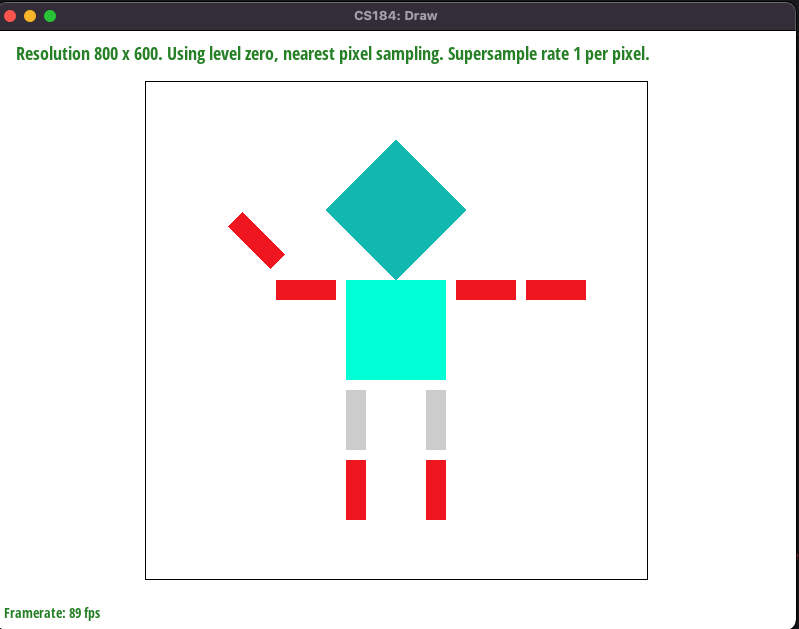 CS184: Draw
Resolution 800 x 600. Using level zero, nearest pixel sampling. Supersample rate 1 per pixel.
Framerate: 89 fps